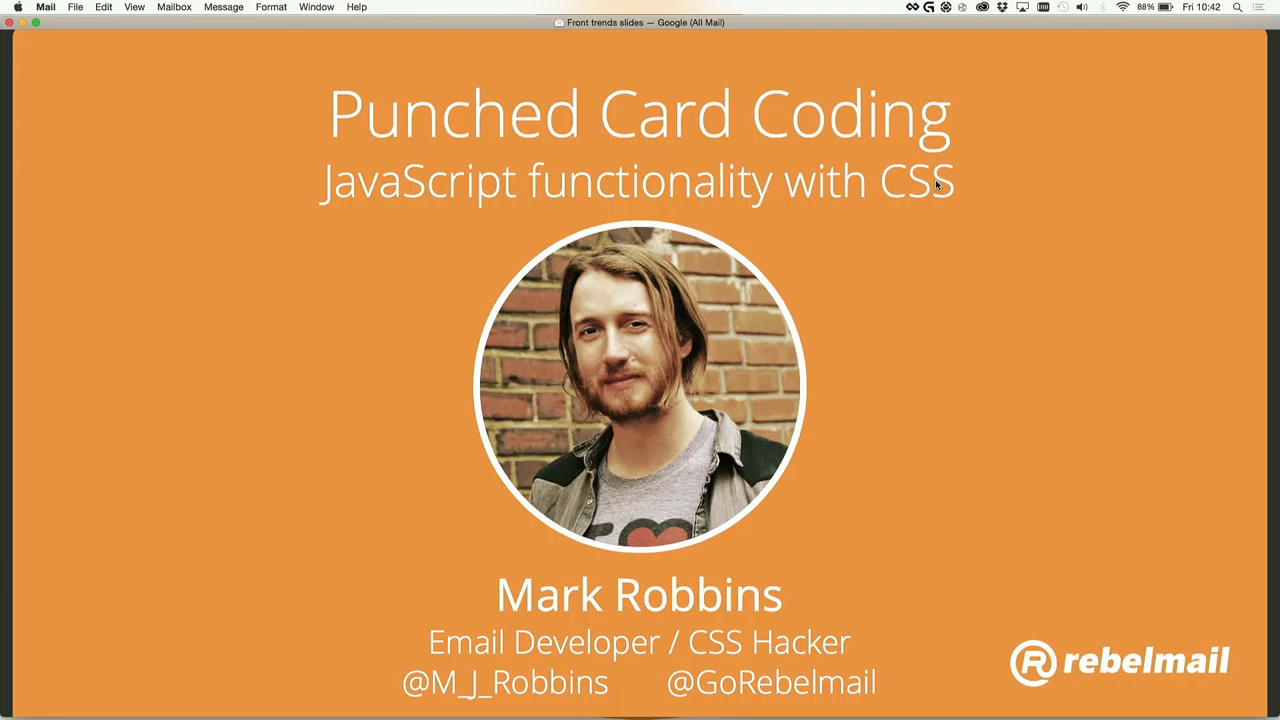 Mail File Edit View Mailbox Message Format Window Help 88% Fri 10:42
Front trends slides — Google (All Mail)
Punched Card Coding
JavaScript functionality with CSS
Mark Robbins
Email Developer / CSS Hacker
@M_J_Robbins @GoRebelmail
R rebelmail